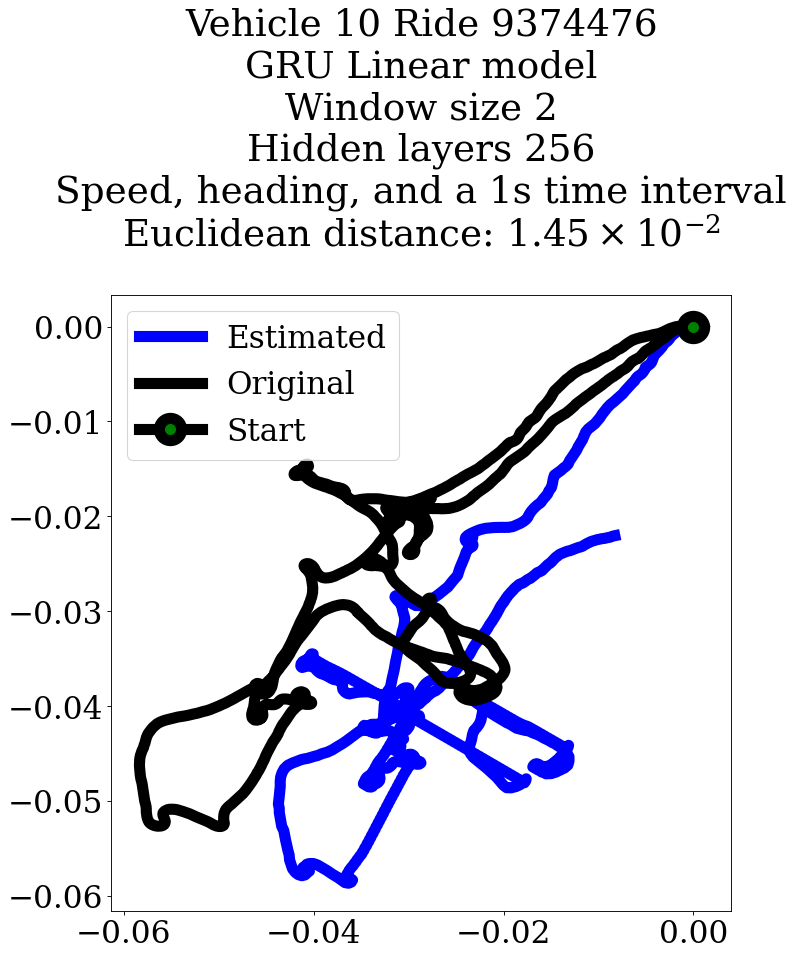 Vehicle 10 Ride 9374476
GRU Linear model
Window size 2
Hidden layers 256
Speed, heading, and a 1s time interval
Euclidean distance: 1.45 × 10⁻²
Estimated
Original
Start
0.00
−0.01
−0.02
−0.03
−0.04
−0.05
−0.06
−0.06 −0.04 −0.02 0.00